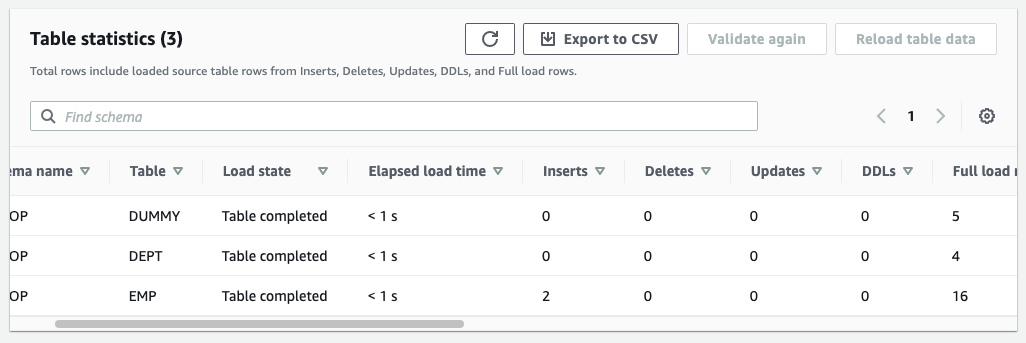 Table statistics (3)
Export to CSV
Validate again
Reload table data
Total rows include loaded source table rows from Inserts, Deletes, Updates, DDLs, and Full load rows.
Find schema
1
ema name Table Load state Elapsed load time Inserts Deletes Updates DDLs Full load r
OP DUMMY Table completed < 1 s 0 0 0 0 5
OP DEPT Table completed < 1 s 0 0 0 0 4
OP EMP Table completed < 1 s 2 0 0 0 16